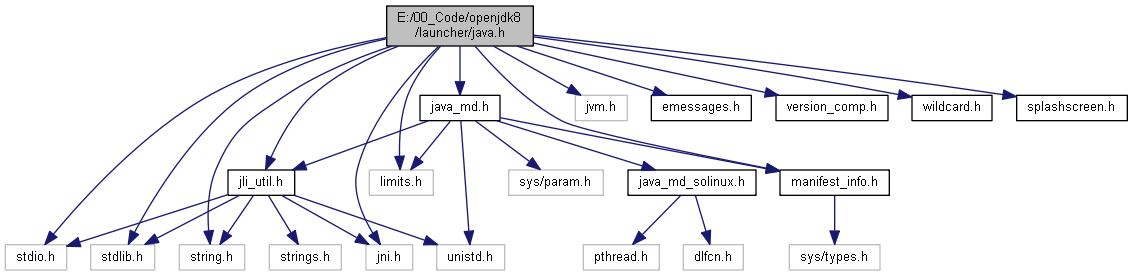 E:/00_Code/openjdk8
/launcher/java.h
java_md.h
jvm.h
emessages.h
version_comp.h
wildcard.h
splashscreen.h
jli_util.h
limits.h
sys/param.h
java_md_solinux.h
manifest_info.h
stdio.h
stdlib.h
string.h
strings.h
jni.h
unistd.h
pthread.h
dlfcn.h
sys/types.h